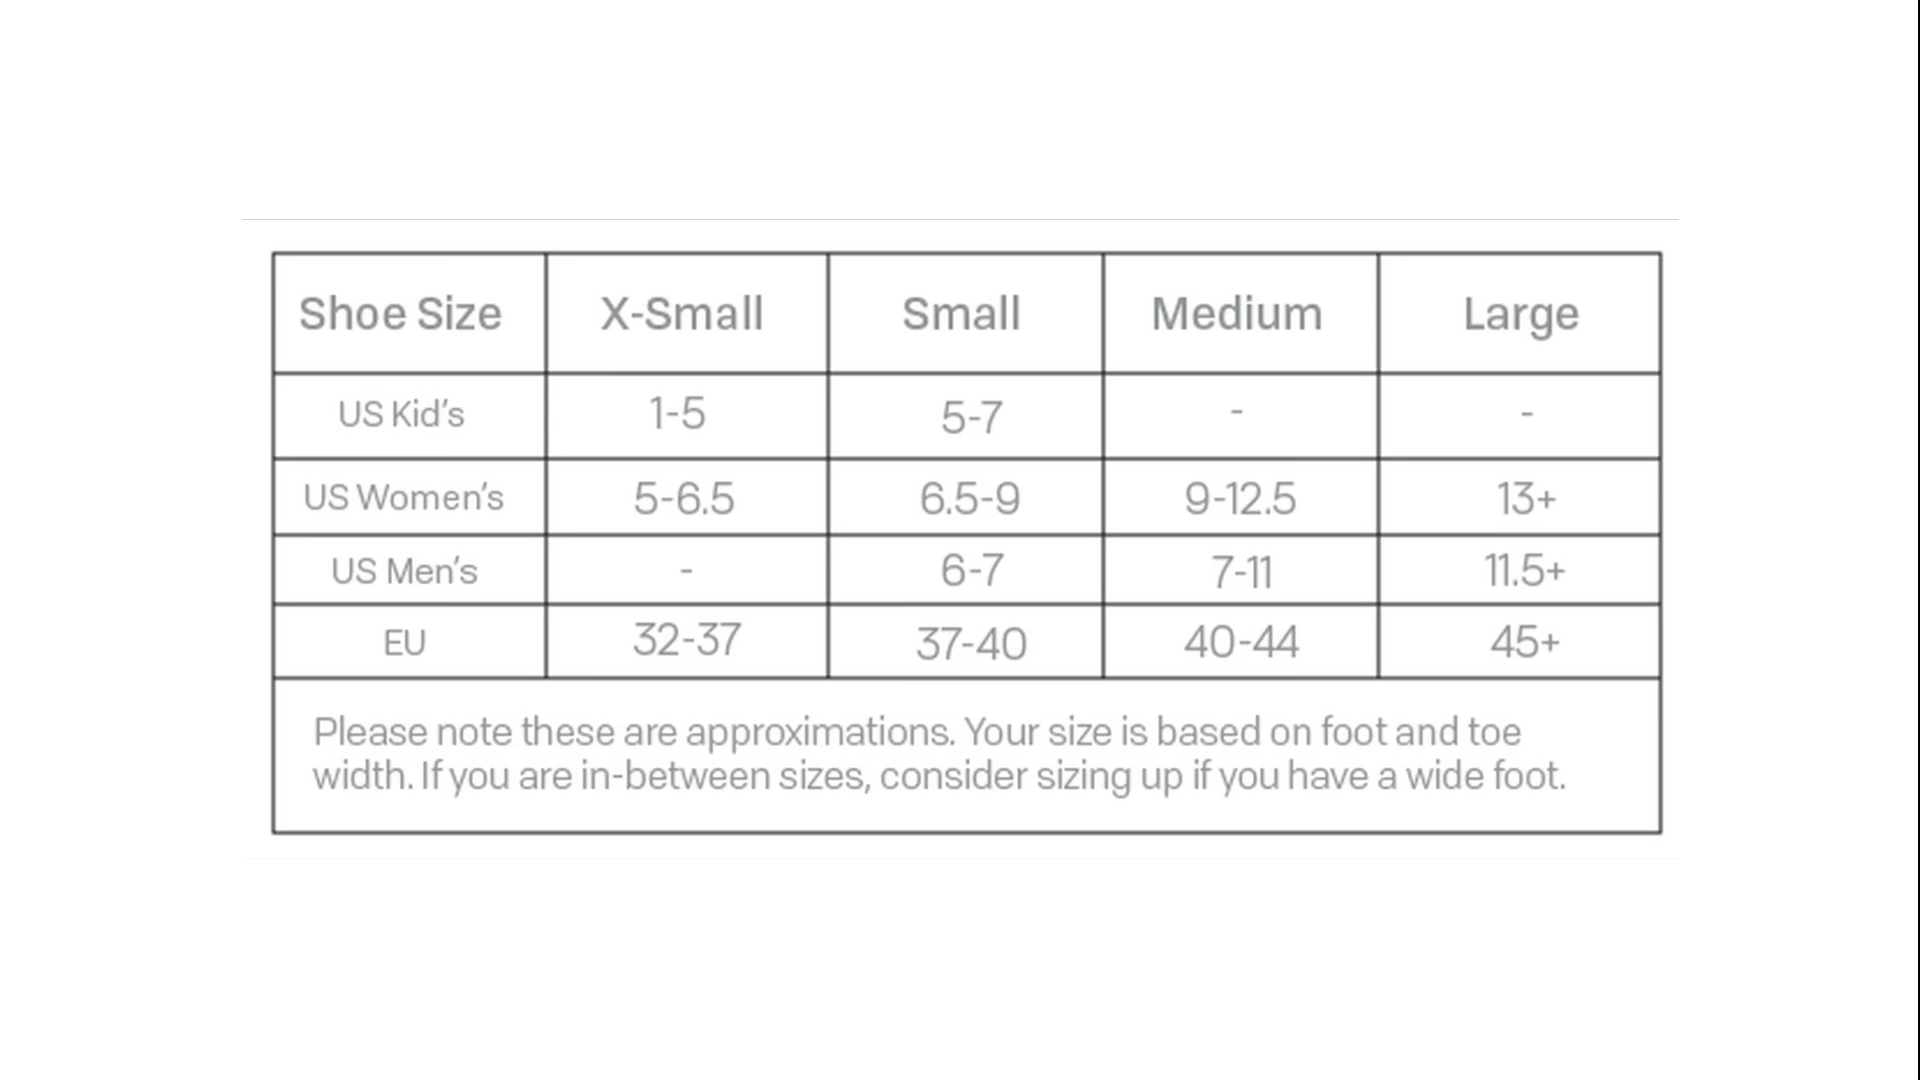 Shoe Size X-Small Small Medium Large
US Kid’s 1-5 5-7 - -
US Women’s 5-6.5 6.5-9 9-12.5 13+
US Men’s - 6-7 7-11 11.5+
EU 32-37 37-40 40-44 45+
Please note these are approximations. Your size is based on foot and toe
width. If you are in-between sizes, consider sizing up if you have a wide foot.